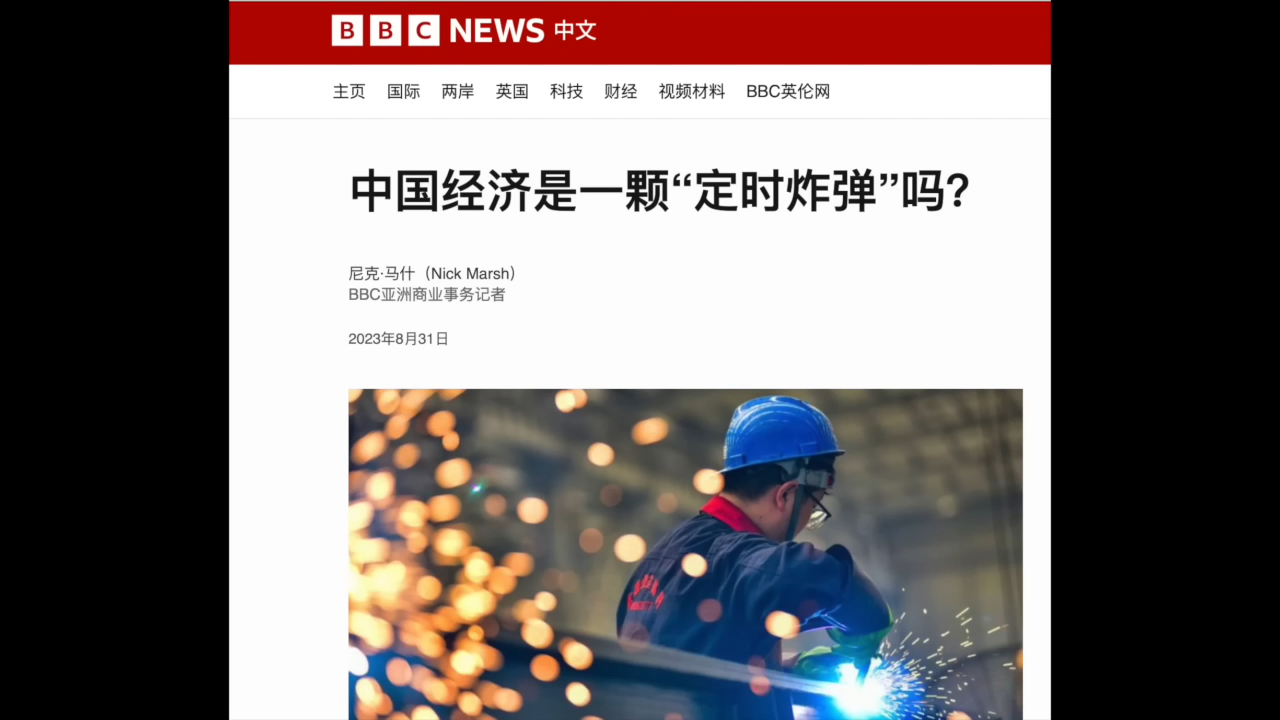 BBC NEWS 中文
主页 国际 两岸 英国 科技 财经 视频材料 BBC英伦网
中国经济是一颗“定时炸弹”吗?
尼克·马什（Nick Marsh）
BBC亚洲商业事务记者
2023年8月31日